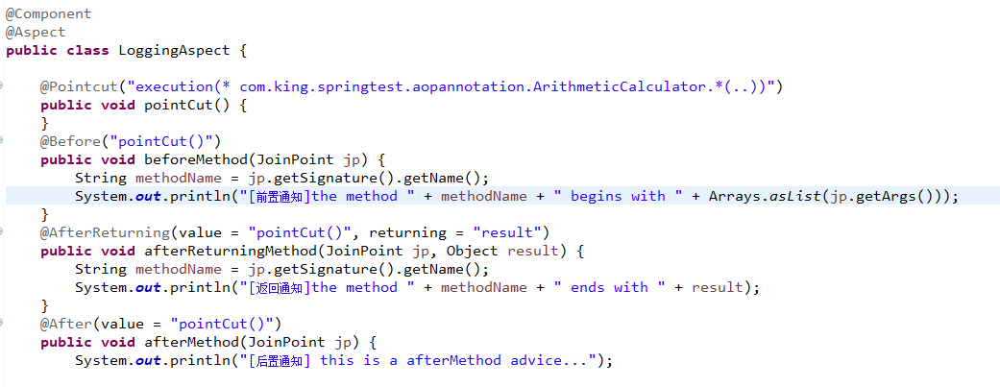 @Component
@Aspect
public class LoggingAspect {
@Pointcut("execution(* com.king.springtest.aopannotation.ArithmeticCalculator.*(..))")
public void pointCut() {
}
@Before("pointCut()")
public void beforeMethod(JoinPoint jp) {
String methodName = jp.getSignature().getName();
System.out.println("[前置通知]the method " + methodName + " begins with " + Arrays.asList(jp.getArgs()));
}
@AfterReturning(value = "pointCut()", returning = "result")
public void afterReturningMethod(JoinPoint jp, Object result) {
String methodName = jp.getSignature().getName();
System.out.println("[返回通知]the method " + methodName + " ends with " + result);
}
@After(value = "pointCut()")
public void afterMethod(JoinPoint jp) {
System.out.println("[后置通知] this is a afterMethod advice...");